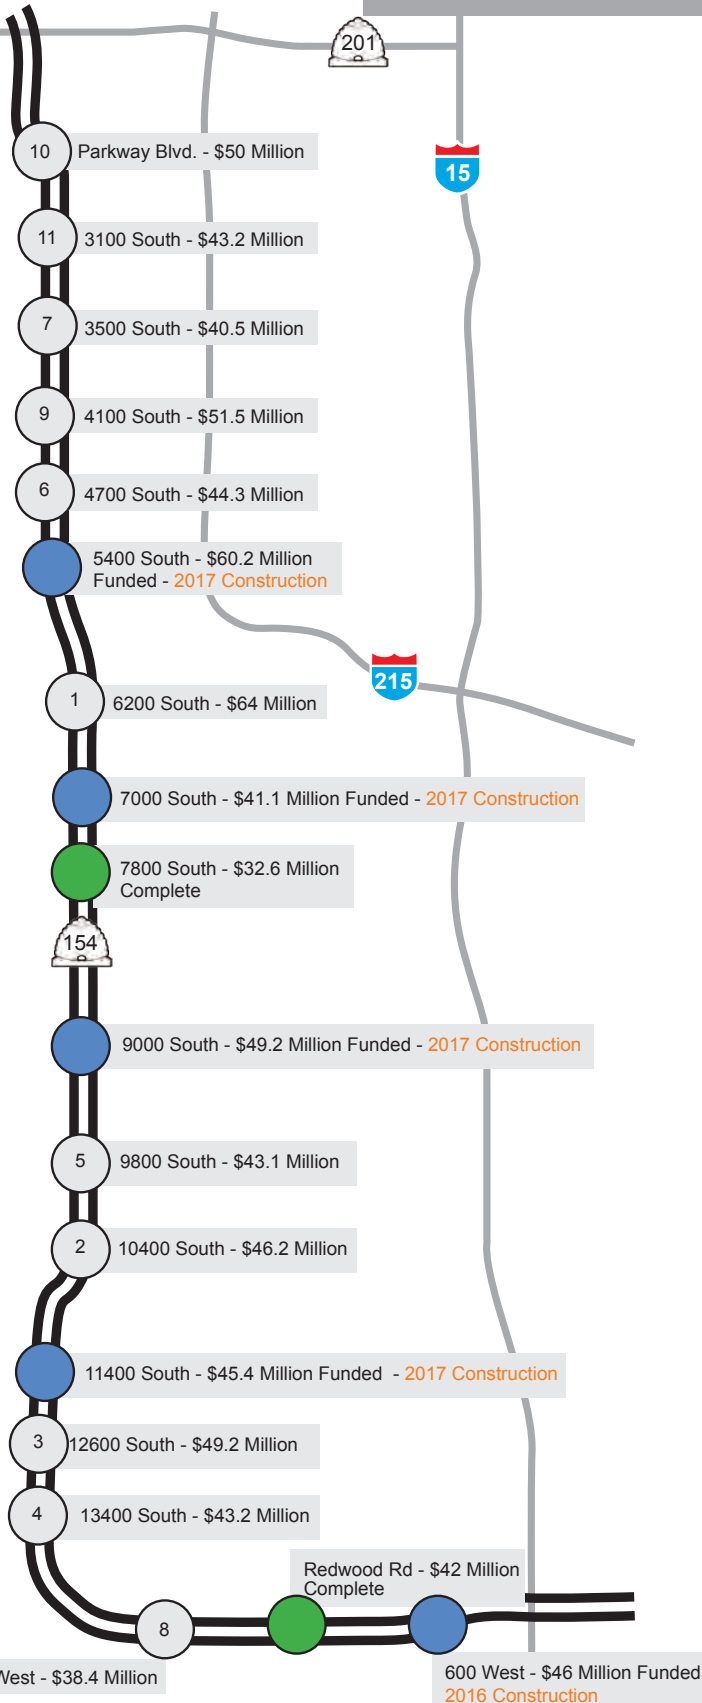 201
10 Parkway Blvd. - $50 Million
15
11 3100 South - $43.2 Million
7 3500 South - $40.5 Million
9 4100 South - $51.5 Million
6 4700 South - $44.3 Million
5400 South - $60.2 Million
Funded - 2017 Construction
215
1 6200 South - $64 Million
7000 South - $41.1 Million Funded - 2017 Construction
7800 South - $32.6 Million
Complete
154
9000 South - $49.2 Million Funded - 2017 Construction
5 9800 South - $43.1 Million
2 10400 South - $46.2 Million
11400 South - $45.4 Million Funded - 2017 Construction
3 12600 South - $49.2 Million
4 13400 South - $43.2 Million
Redwood Rd - $42 Million
Complete
8
West - $38.4 Million
600 West - $46 Million Funded
2016 Construction